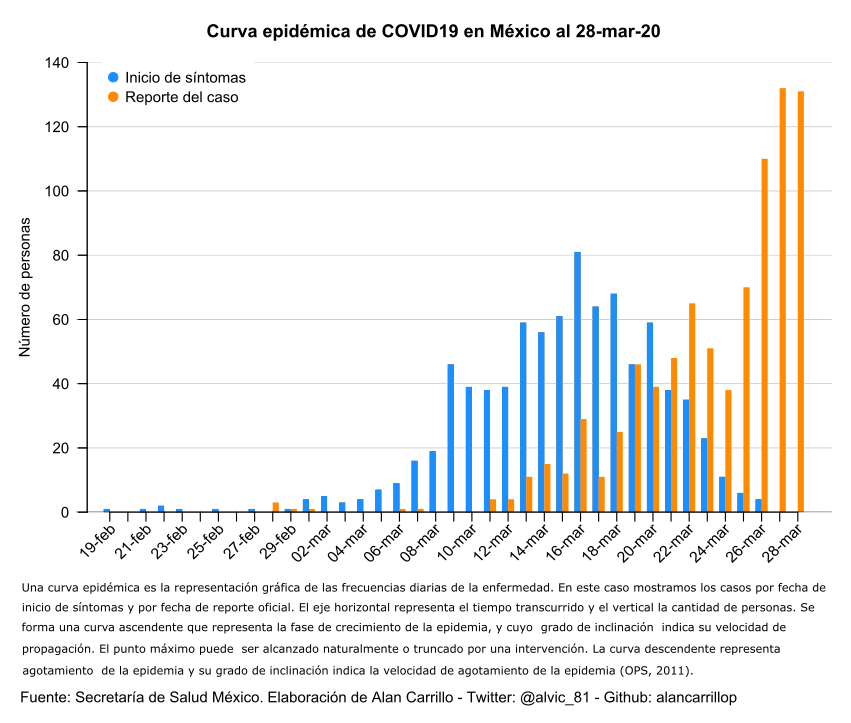 Curva epidémica de COVID19 en México al 28-mar-20
Inicio de síntomas
Reporte del caso
Número de personas
140
120
100
80
60
40
20
0
19-feb
21-feb
23-feb
25-feb
27-feb
29-feb
02-mar
04-mar
06-mar
08-mar
10-mar
12-mar
14-mar
16-mar
18-mar
20-mar
22-mar
24-mar
26-mar
28-mar
Una curva epidémica es la representación gráfica de las frecuencias diarias de la enfermedad. En este caso mostramos los casos por fecha de
inicio de síntomas y por fecha de reporte oficial. El eje horizontal representa el tiempo transcurrido y el vertical la cantidad de personas. Se
forma una curva ascendente que representa la fase de crecimiento de la epidemia, y cuyo  grado de inclinación  indica su velocidad de
propagación. El punto máximo puede  ser alcanzado naturalmente o truncado por una intervención. La curva descendente representa
agotamiento  de la epidemia y su grado de inclinación indica la velocidad de agotamiento de la epidemia (OPS, 2011).
Fuente: Secretaría de Salud México. Elaboración de Alan Carrillo - Twitter: @alvic_81 - Github: alancarrillop